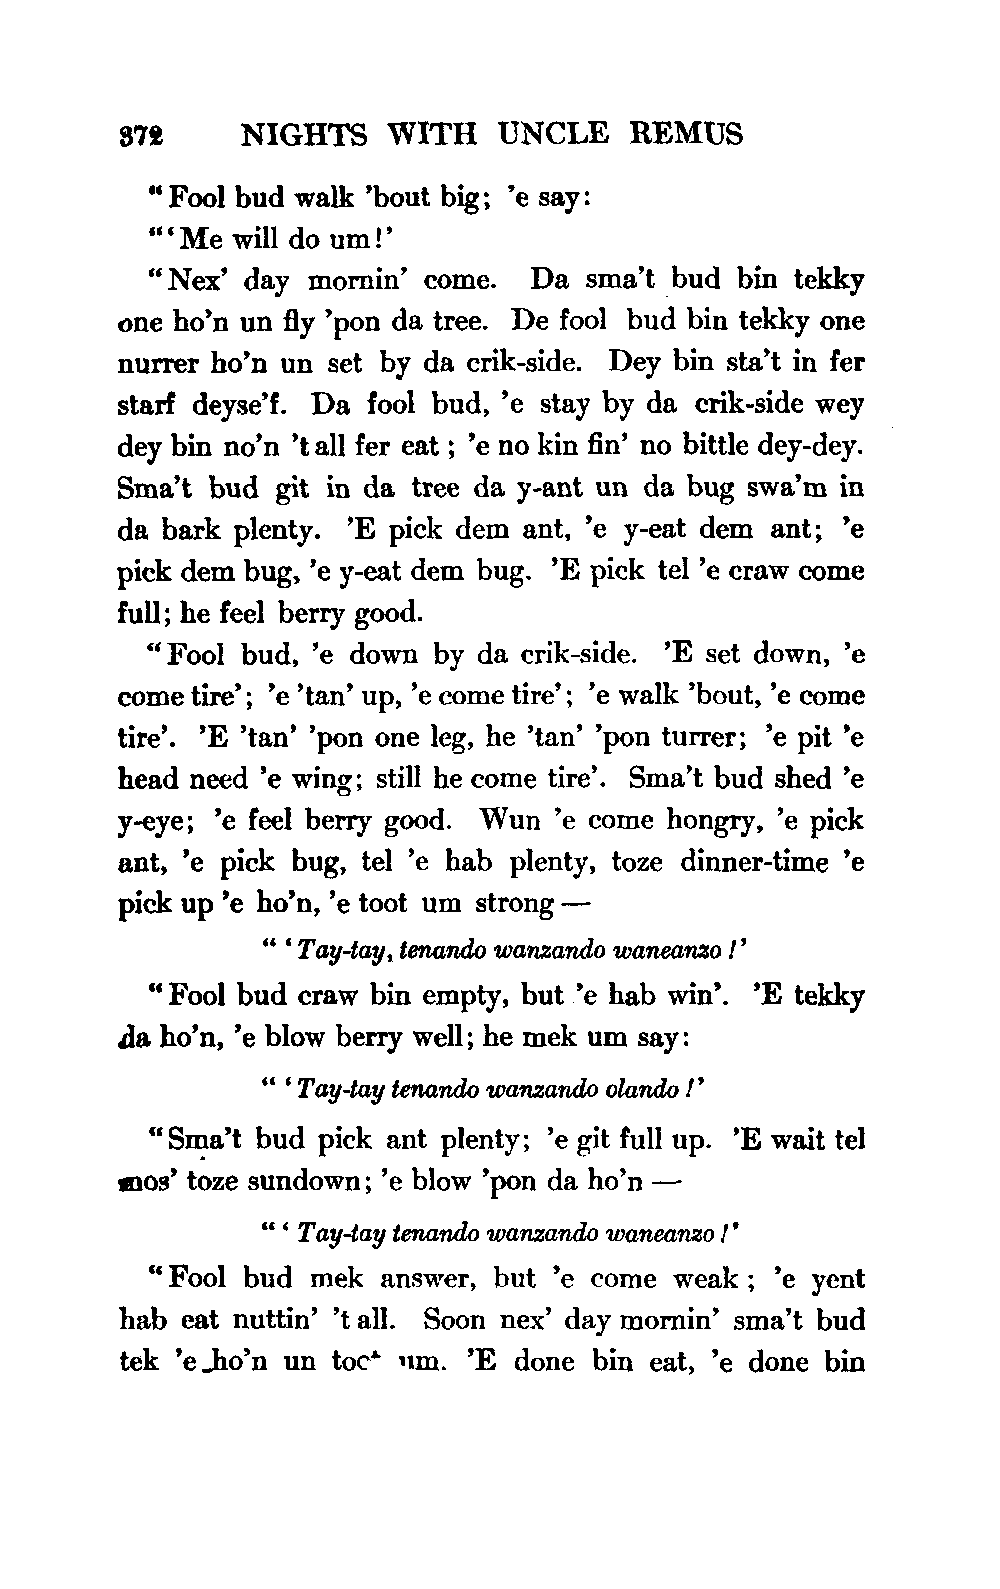 372 NIGHTS WITH UNCLE REMUS
"Fool bud walk 'bout big; 'e say:
"'Me will do um!'
"Nex' day mornin' come. Da sma't bud bin tekky
one ho'n un fly 'pon da tree. De fool bud bin tekky one
nurrer ho'n un set by da crik-side. Dey bin sta't in fer
starf deyse'f. Da fool bud, 'e stay by da crik-side wey
dey bin no'n 't all fer eat; 'e no kin fin' no bittle dey-dey.
Sma't bud git in da tree da y-ant un da bug swa'm in
da bark plenty. 'E pick dem ant, 'e y-eat dem ant; 'e
pick dem bug, 'e y-eat dem bug. 'E pick tel 'e craw come
full; he feel berry good.
"Fool bud, 'e down by da crik-side. 'E set down, 'e
come tire'; 'e 'tan' up, 'e come tire'; 'e walk 'bout, 'e come
tire'. 'E 'tan' 'pon one leg, he 'tan' 'pon turrer; 'e pit 'e
head need 'e wing; still he come tire'. Sma't bud shed 'e
y-eye; 'e feel berry good. Wun 'e come hongry, 'e pick
ant, 'e pick bug, tel 'e hab plenty, toze dinner-time 'e
pick up 'e ho'n, 'e toot um strong —
"'Tay-tay, tenando wanzando waneanzo!'
"Fool bud craw bin empty, but 'e hab win'. 'E tekky
da ho'n, 'e blow berry well; he mek um say:
"'Tay-tay tenando wanzando olando!'
"Sma't bud pick ant plenty; 'e git full up. 'E wait tel
mos' toze sundown; 'e blow 'pon da ho'n —
"'Tay-tay tenando wanzando waneanzo!'
"Fool bud mek answer, but 'e come weak; 'e yent
hab eat nuttin' 't all. Soon nex' day mornin' sma't bud
tek 'e ho'n un um. 'E done bin eat, 'e done bin